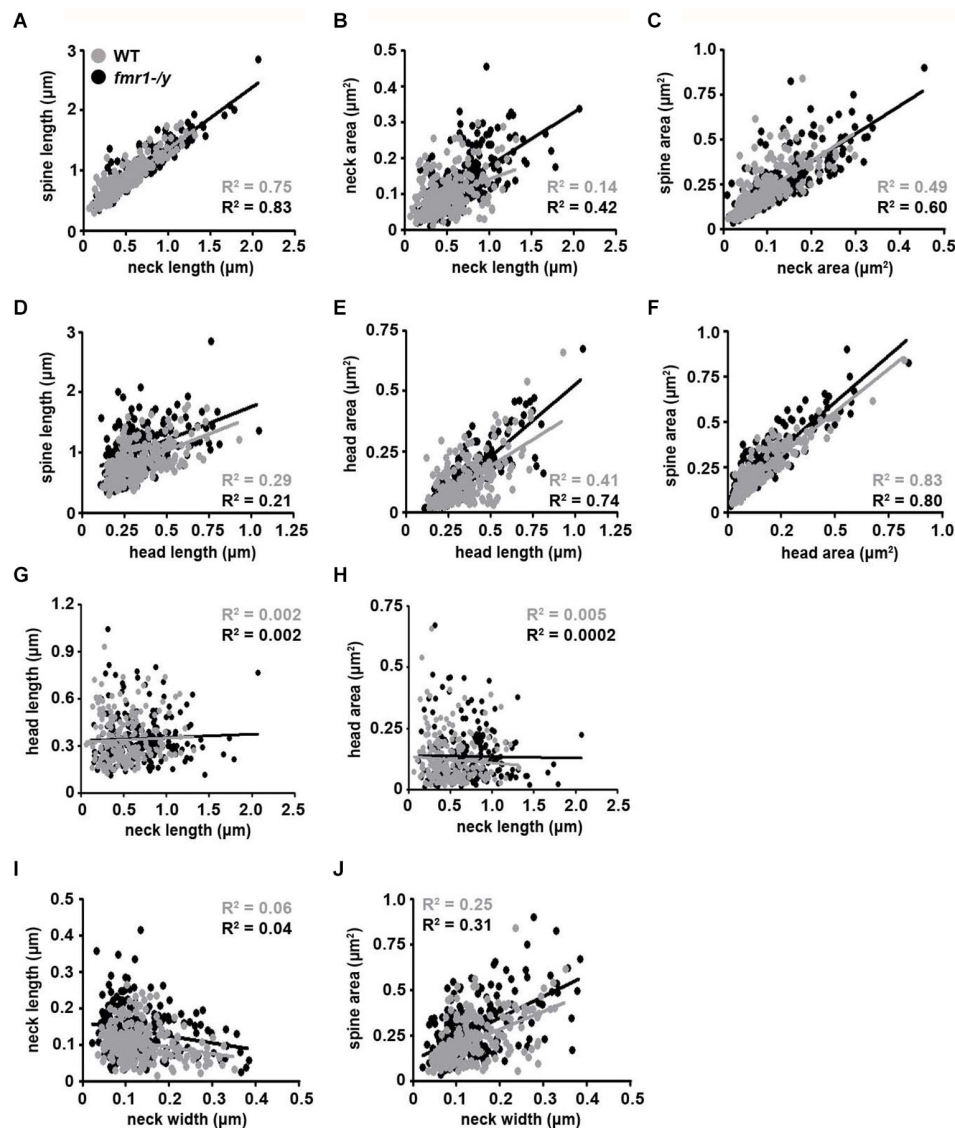 A
WT
fmr1-/y
spine length (µm)
3
2
1
0
R² = 0.75
R² = 0.83
0 0.5 1.0 1.5 2.0 2.5
neck length (µm)
B
neck area (µm²)
0.5
0.4
0.3
0.2
0.1
0
R² = 0.14
R² = 0.42
0 0.5 1.0 1.5 2.0 2.5
neck length (µm)
C
spine area (µm²)
1.0
0.75
0.5
0.25
0
R² = 0.49
R² = 0.60
0 0.1 0.2 0.3 0.4 0.5
neck area (µm²)
D
spine length (µm)
3
2
1
0
R² = 0.29
R² = 0.21
0 0.25 0.50 0.75 1.00 1.25
head length (µm)
E
head area (µm²)
0.75
0.5
0.25
0
R² = 0.41
R² = 0.74
0 0.25 0.50 0.75 1.00 1.25
head length (µm)
F
spine area (µm²)
1.0
0.75
0.5
0.25
0
R² = 0.83
R² = 0.80
0 0.25 0.5 0.75 1.0
head area (µm²)
G
head length (µm)
1.2
0.9
0.6
0.3
0
R² = 0.002
R² = 0.002
0 0.5 1.0 1.5 2.0 2.5
neck length (µm)
H
head area (µm²)
0.75
0.5
0.25
0
R² = 0.005
R² = 0.0002
0 0.5 1.0 1.5 2.0 2.5
neck length (µm)
I
neck length (µm)
0.5
0.4
0.3
0.2
0.1
0
R² = 0.06
R² = 0.04
0 0.1 0.2 0.3 0.4 0.5
neck width (µm)
J
spine area (µm²)
1.0
0.75
0.5
0.25
0
R² = 0.25
R² = 0.31
0 0.1 0.2 0.3 0.4 0.5
neck width (µm)